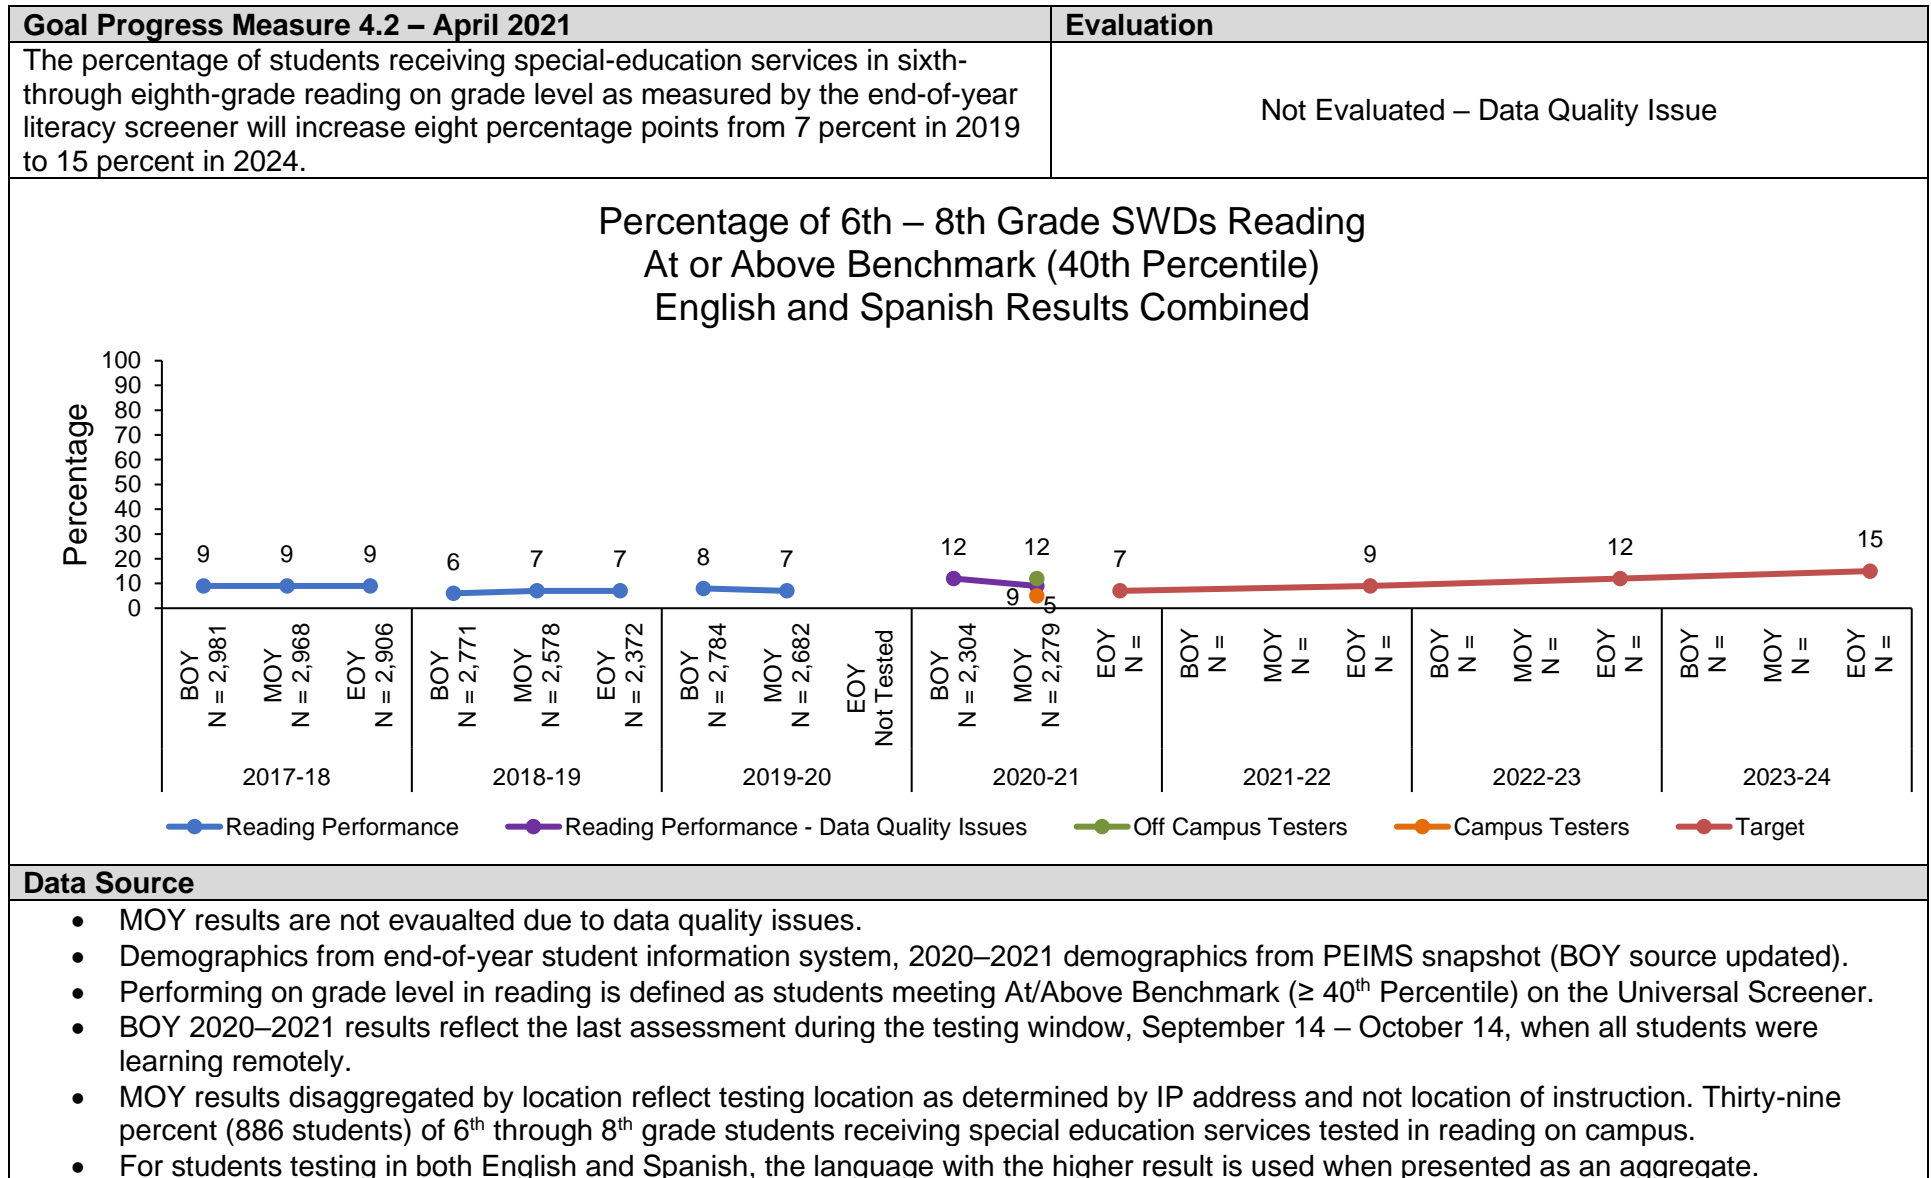 Goal Progress Measure 4.2 – April 2021
Evaluation
The percentage of students receiving special-education services in sixth-
through eighth-grade reading on grade level as measured by the end-of-year
literacy screener will increase eight percentage points from 7 percent in 2019
to 15 percent in 2024.
Not Evaluated – Data Quality Issue
Percentage of 6th – 8th Grade SWDs Reading
At or Above Benchmark (40th Percentile)
English and Spanish Results Combined
Percentage
100
90
80
70
60
50
40
30
20
10
0
9
9
9
6
7
7
8
7
12
12
9
5
7
9
12
15
BOY
N = 2,981
MOY
N = 2,968
EOY
N = 2,906
BOY
N = 2,771
MOY
N = 2,578
EOY
N = 2,372
BOY
N = 2,784
MOY
N = 2,682
EOY
Not Tested
BOY
N = 2,304
MOY
N = 2,279
EOY
N =
BOY
N =
MOY
N =
EOY
N =
BOY
N =
MOY
N =
EOY
N =
BOY
N =
MOY
N =
EOY
N =
2017-18
2018-19
2019-20
2020-21
2021-22
2022-23
2023-24
Reading Performance
Reading Performance - Data Quality Issues
Off Campus Testers
Campus Testers
Target
Data Source
• MOY results are not evaualted due to data quality issues.
• Demographics from end-of-year student information system, 2020–2021 demographics from PEIMS snapshot (BOY source updated).
• Performing on grade level in reading is defined as students meeting At/Above Benchmark (≥ 40th Percentile) on the Universal Screener.
• BOY 2020–2021 results reflect the last assessment during the testing window, September 14 – October 14, when all students were
learning remotely.
• MOY results disaggregated by location reflect testing location as determined by IP address and not location of instruction. Thirty-nine
percent (886 students) of 6th through 8th grade students receiving special education services tested in reading on campus.
• For students testing in both English and Spanish, the language with the higher result is used when presented as an aggregate.